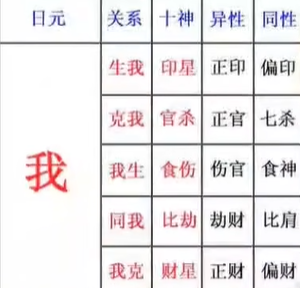 日元 关系 十神 异性 同性
生我 印星 正印 偏印
克我 官杀 正官 七杀
我 我生 食伤 伤官 食神
同我 比劫 劫财 比肩
我克 财星 正财 偏财